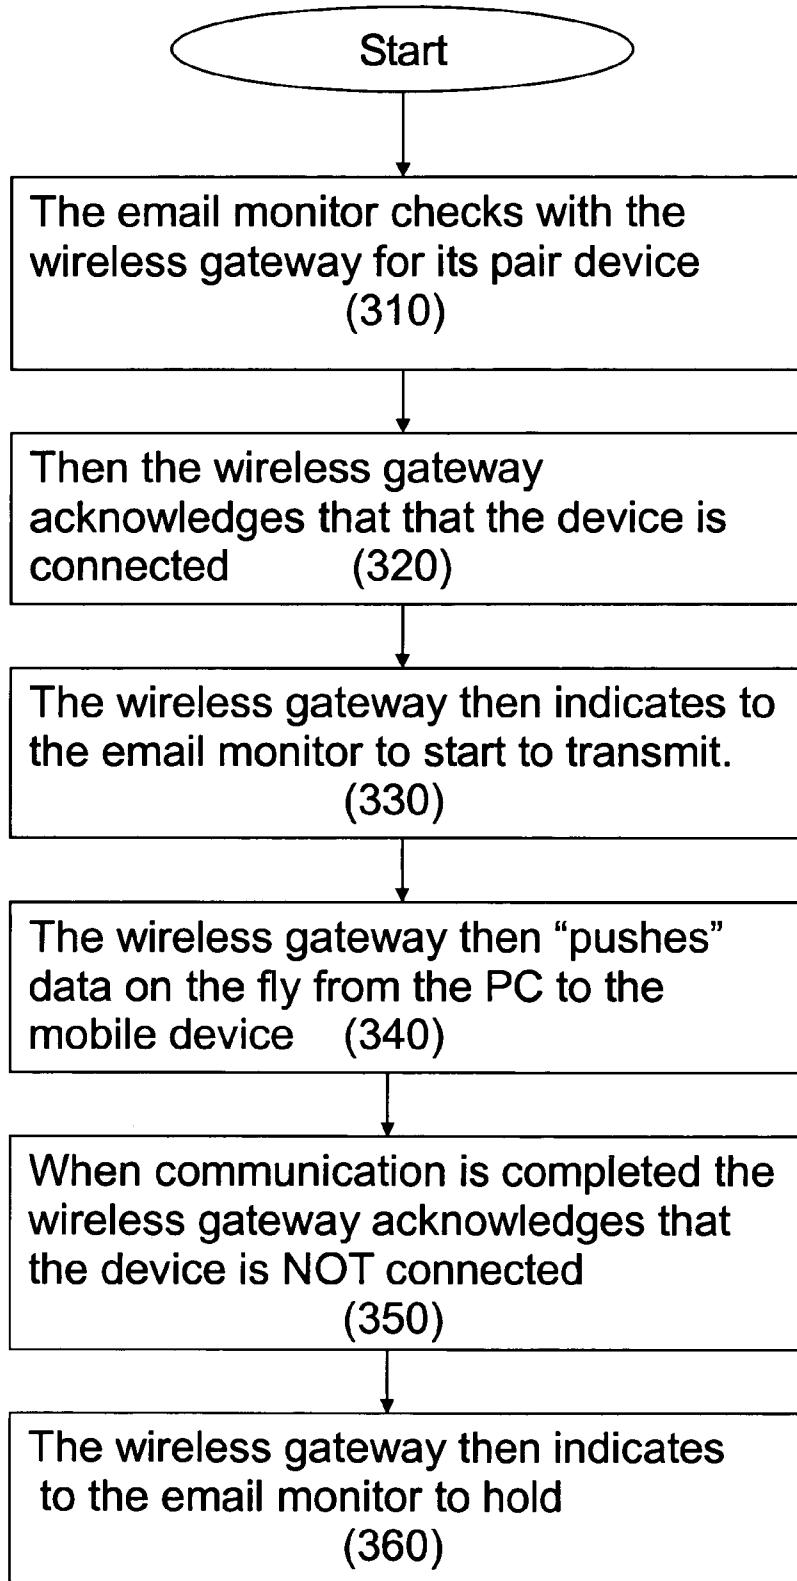 Start
The email monitor checks with the
wireless gateway for its pair device
(310)
Then the wireless gateway
acknowledges that that the device is
connected (320)
The wireless gateway then indicates to
the email monitor to start to transmit.
(330)
The wireless gateway then “pushes”
data on the fly from the PC to the
mobile device (340)
When communication is completed the
wireless gateway acknowledges that
the device is NOT connected
(350)
The wireless gateway then indicates
to the email monitor to hold
(360)